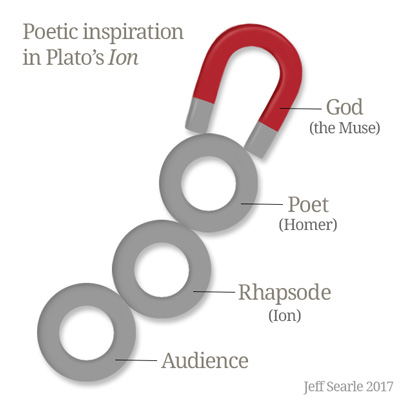 Poetic inspiration
in Plato's Ion
God
(the Muse)
Poet
(Homer)
Rhapsode
(Ion)
Audience
Jeff Searle 2017